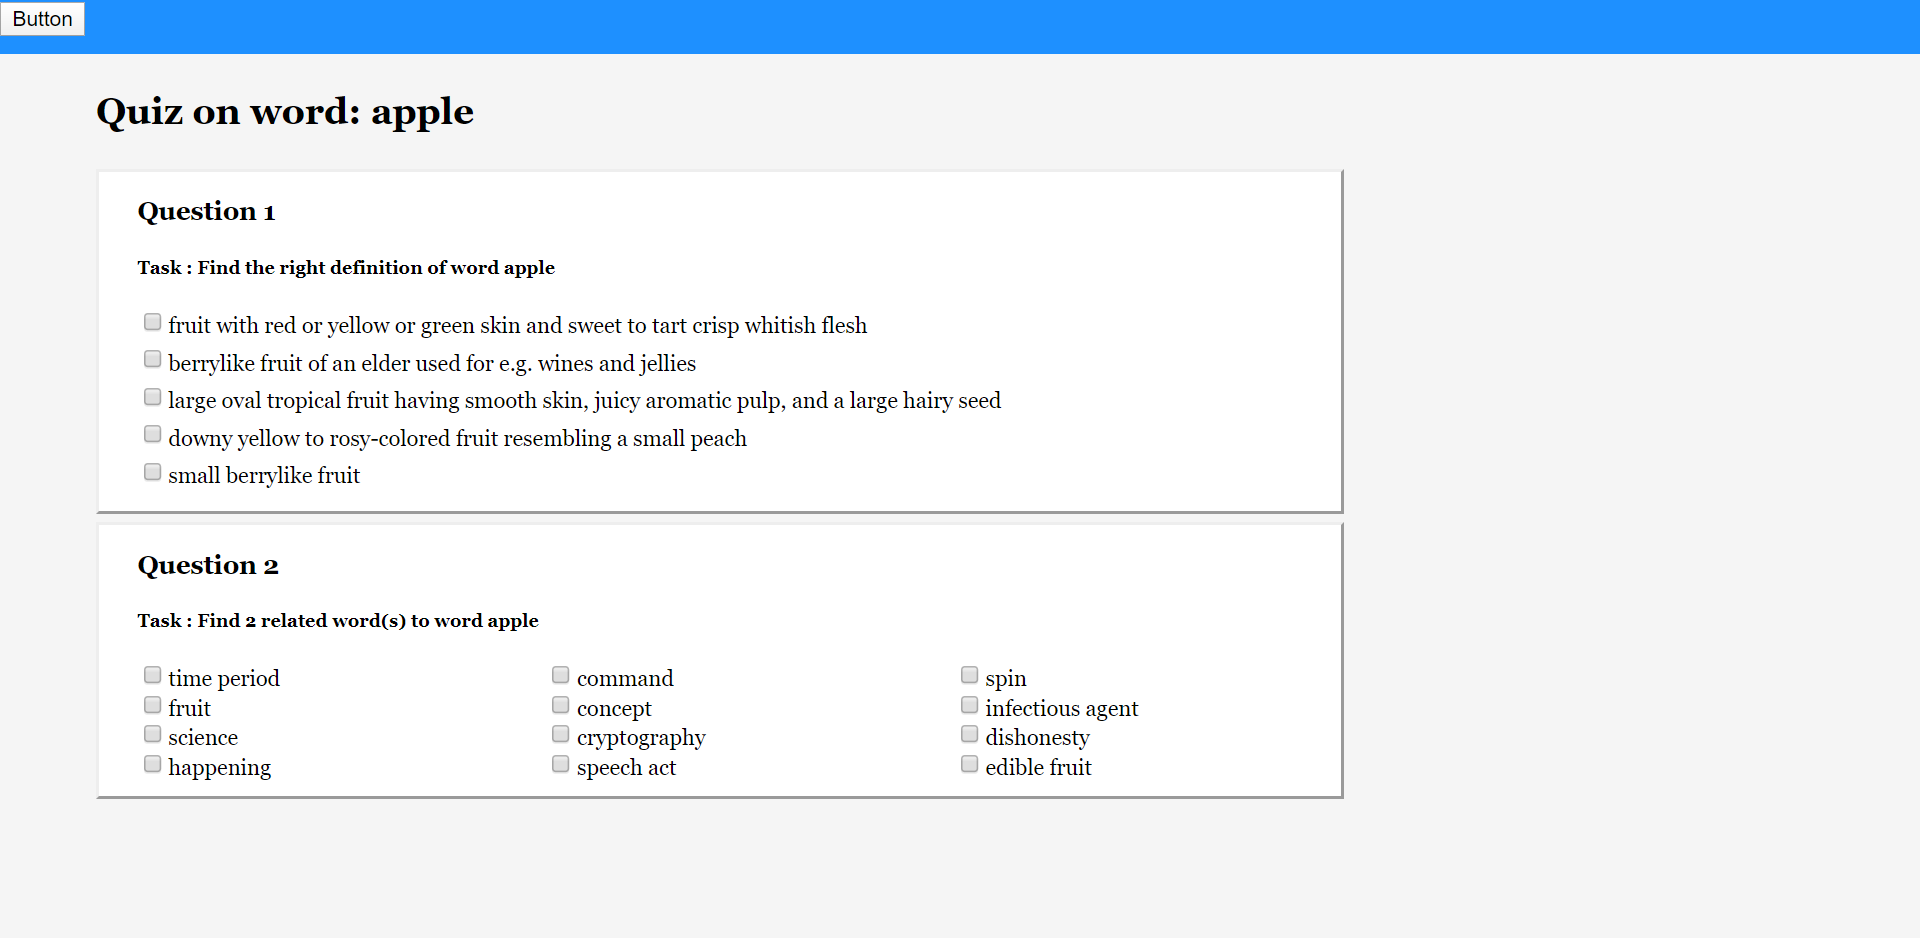 Button
Quiz on word: apple
Question 1
Task : Find the right definition of word apple
fruit with red or yellow or green skin and sweet to tart crisp whitish flesh
berrylike fruit of an elder used for e.g. wines and jellies
large oval tropical fruit having smooth skin, juicy aromatic pulp, and a large hairy seed
downy yellow to rosy-colored fruit resembling a small peach
small berrylike fruit
Question 2
Task : Find 2 related word(s) to word apple
time period command spin
fruit concept infectious agent
science cryptography dishonesty
happening speech act edible fruit